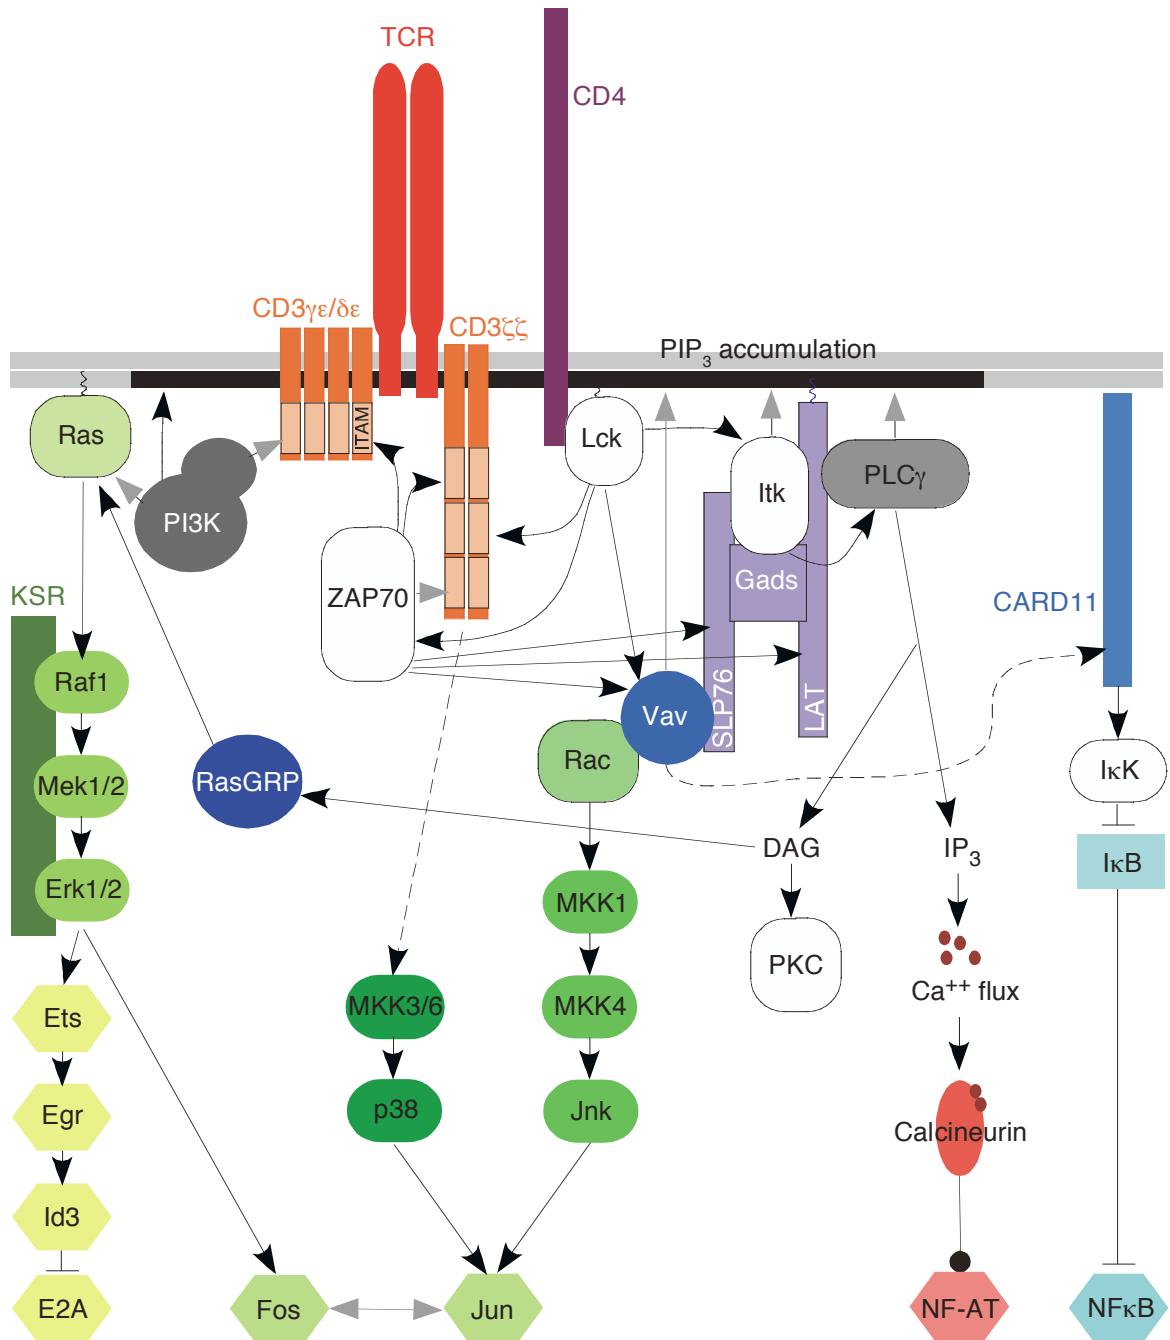 TCR
CD4
CD3γε/δε
CD3ζζ
PIP3 accumulation
Ras
ITAM
Lck
Itk
PLCγ
PI3K
ZAP70
Gads
KSR
CARD11
Raf1
SLP76
LAT
Vav
Rac
Mek1/2
RasGRP
IκK
DAG
IP3
IκB
Erk1/2
MKK1
PKC
Ca++ flux
Ets
MKK3/6
MKK4
Egr
p38
Jnk
Calcineurin
Id3
E2A
Fos
Jun
NF-AT
NFκB